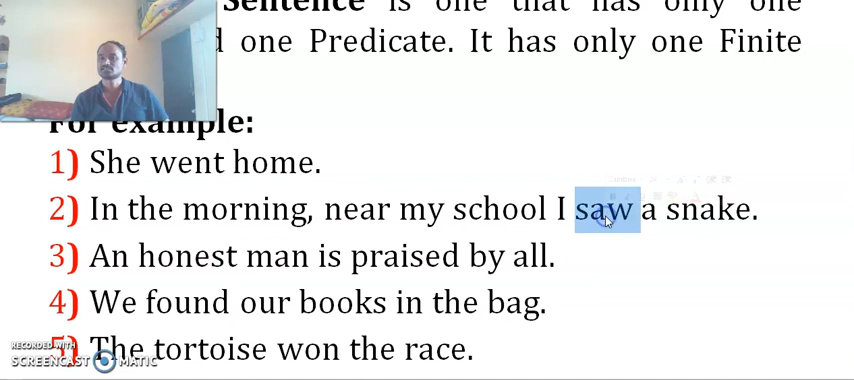 Sentence is one that has only one
one Predicate. It has only one Finite
For example:
1) She went home.
2) In the morning, near my school I saw a snake.
3) An honest man is praised by all.
4) We found our books in the bag.
5) The tortoise won the race.
RECORDED WITH
SCREENCAST MATIC